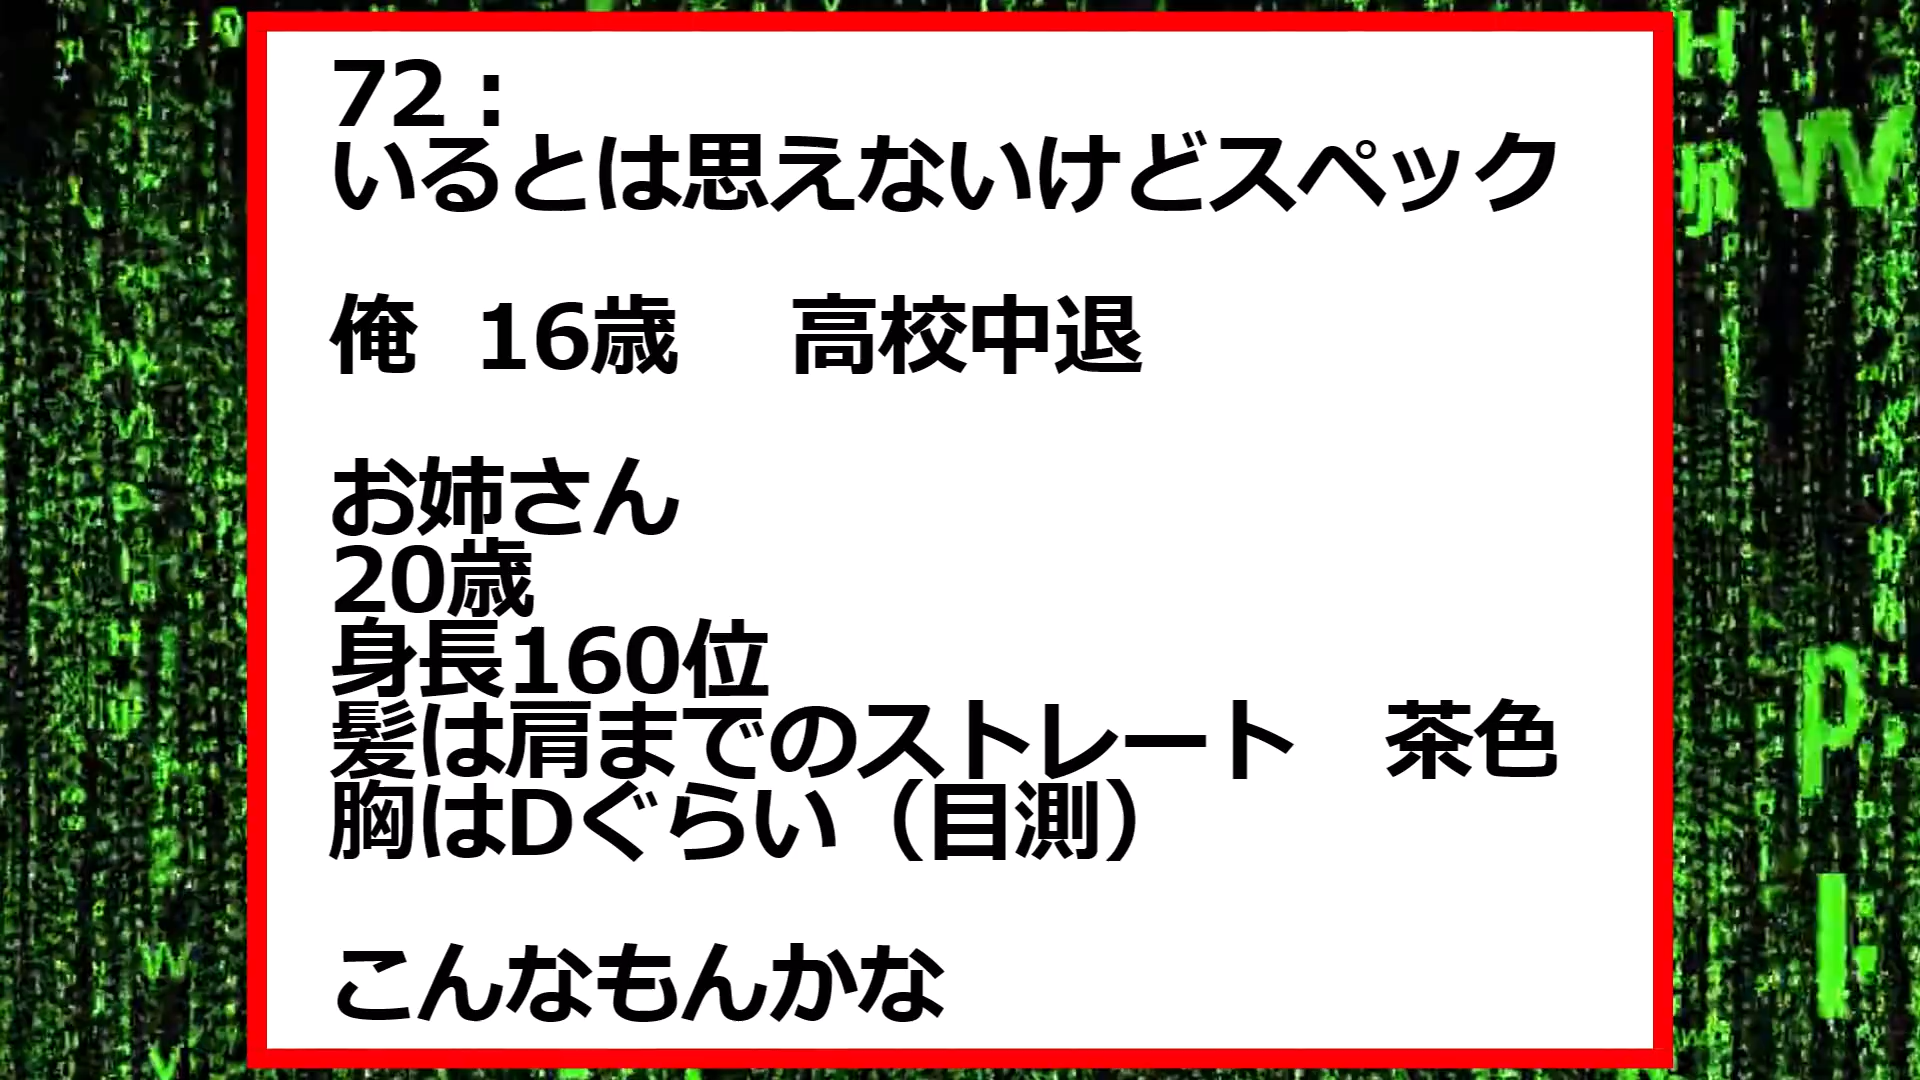 72：
いるとは思えないけどスペック
俺 16歳　高校中退
お姉さん
20歳
身長160位
髪は肩までのストレート　茶色
胸はDぐらい（目測）
こんなもんかな